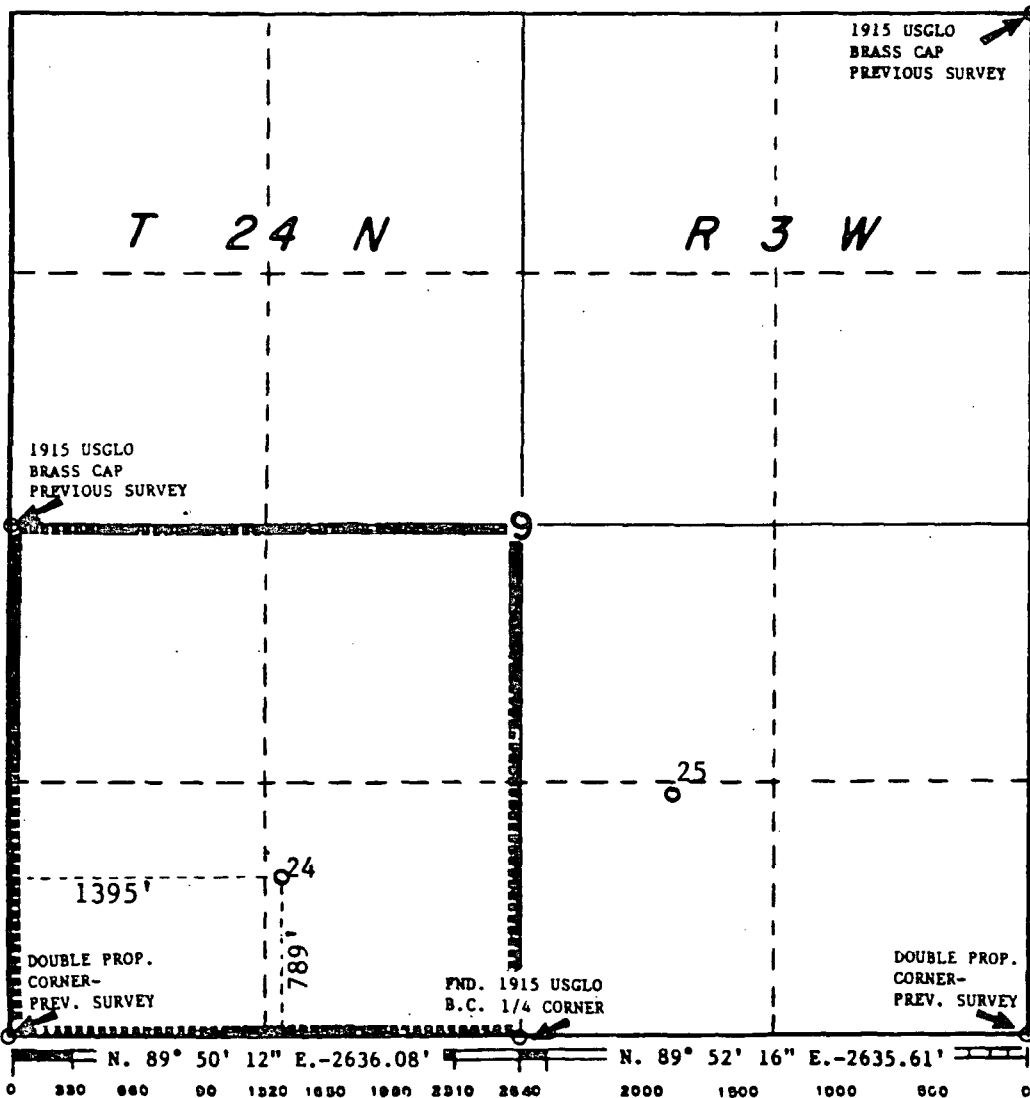 1915 USGLO
BRASS CAP
PREVIOUS SURVEY
T 24 N R 3 W
1915 USGLO
BRASS CAP
PREVIOUS SURVEY
9
25
24
1395'
789'
DOUBLE PROP.
CORNER-
PREV. SURVEY
FND. 1915 USGLO
B.C. 1/4 CORNER
DOUBLE PROP.
CORNER-
PREV. SURVEY
N. 89° 50' 12" E.-2636.08' N. 89° 52' 16" E.-2635.61'
0 330 660 90 1320 1650 1980 2310 2640 2000 1500 1000 500 0